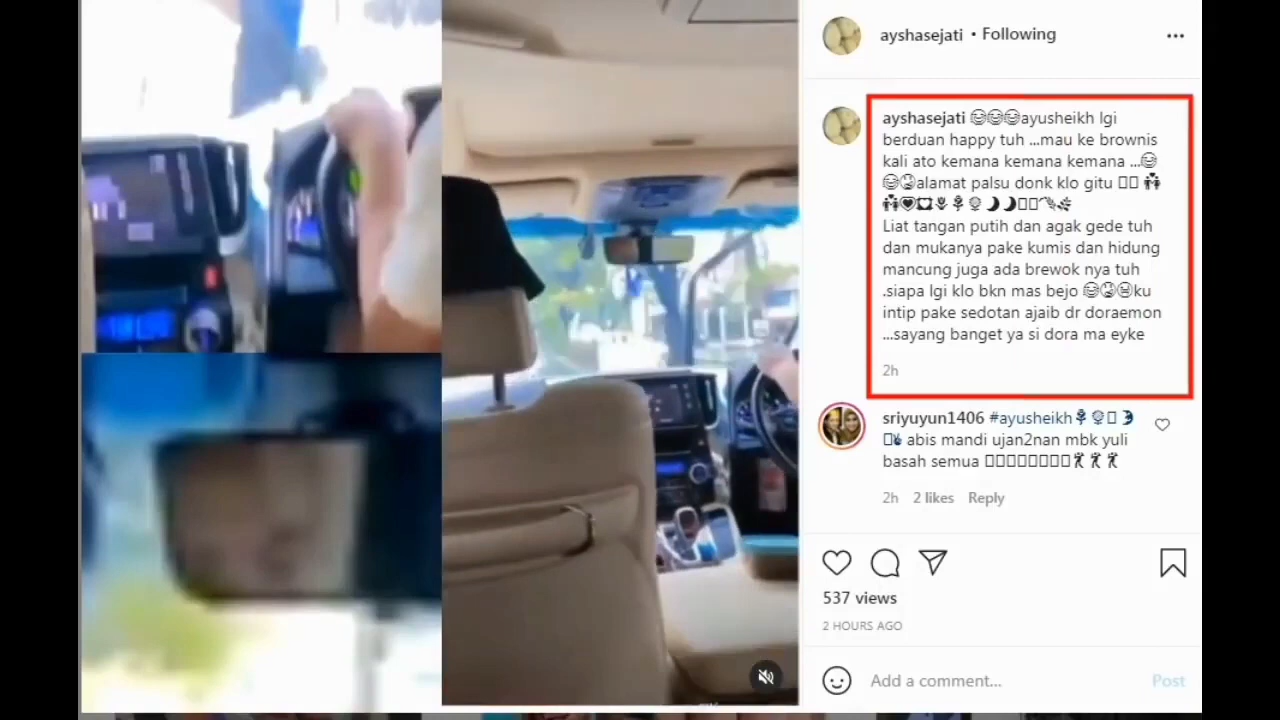 ayshasejati • Following
ayshasejati 😂😂😂ayusheikh lgi
berduan happy tuh ...mau ke brownis
kali ato kemana kemana kemana ...😂
alamat palsu donk klo gitu
Liat tangan putih dan agak gede tuh
dan mukanya pake kumis dan hidung
mancung juga ada brewok nya tuh
.siapa lgi klo bkn mas bejo ku
intip pake sedotan ajaib dr doraemon
...sayang banget ya si dora ma eyke
2h
sriyuyun1406 #ayusheikh
abis mandi ujan2nan mbk yuli
basah semua
2h 2 likes Reply
537 views
2 HOURS AGO
Add a comment... Post